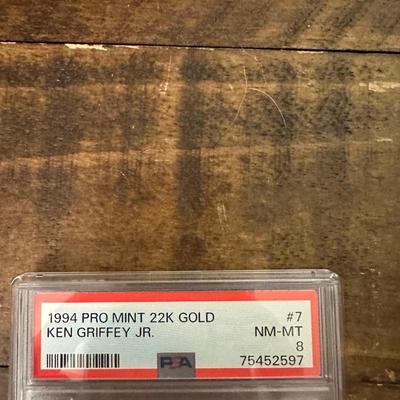 1994 PRO MINT 22K GOLD #7
KEN GRIFFEY JR. NM-MT
8
PSA 75452597